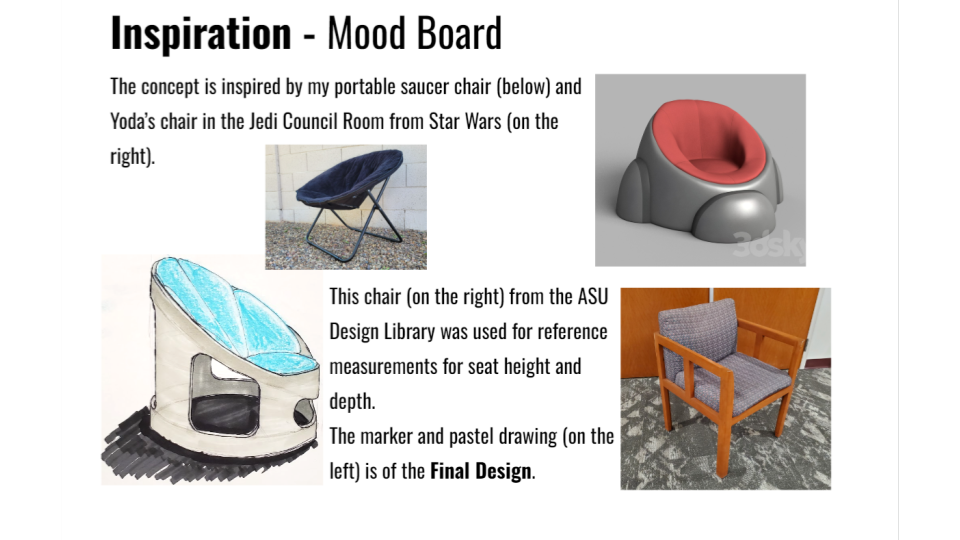 Inspiration - Mood Board
The concept is inspired by my portable saucer chair (below) and
Yoda's chair in the Jedi Council Room from Star Wars (on the
right).
3dsky
This chair (on the right) from the ASU
Design Library was used for reference
measurements for seat height and
depth.
The marker and pastel drawing (on the
left) is of the Final Design.